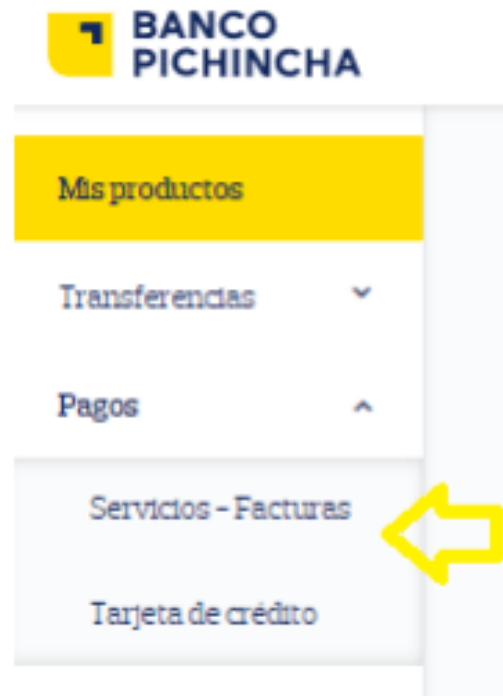 BANCO
PICHINCHA
Mis productos
Transferencias
Pagos
Servicios - Facturas
Tarjeta de crédito